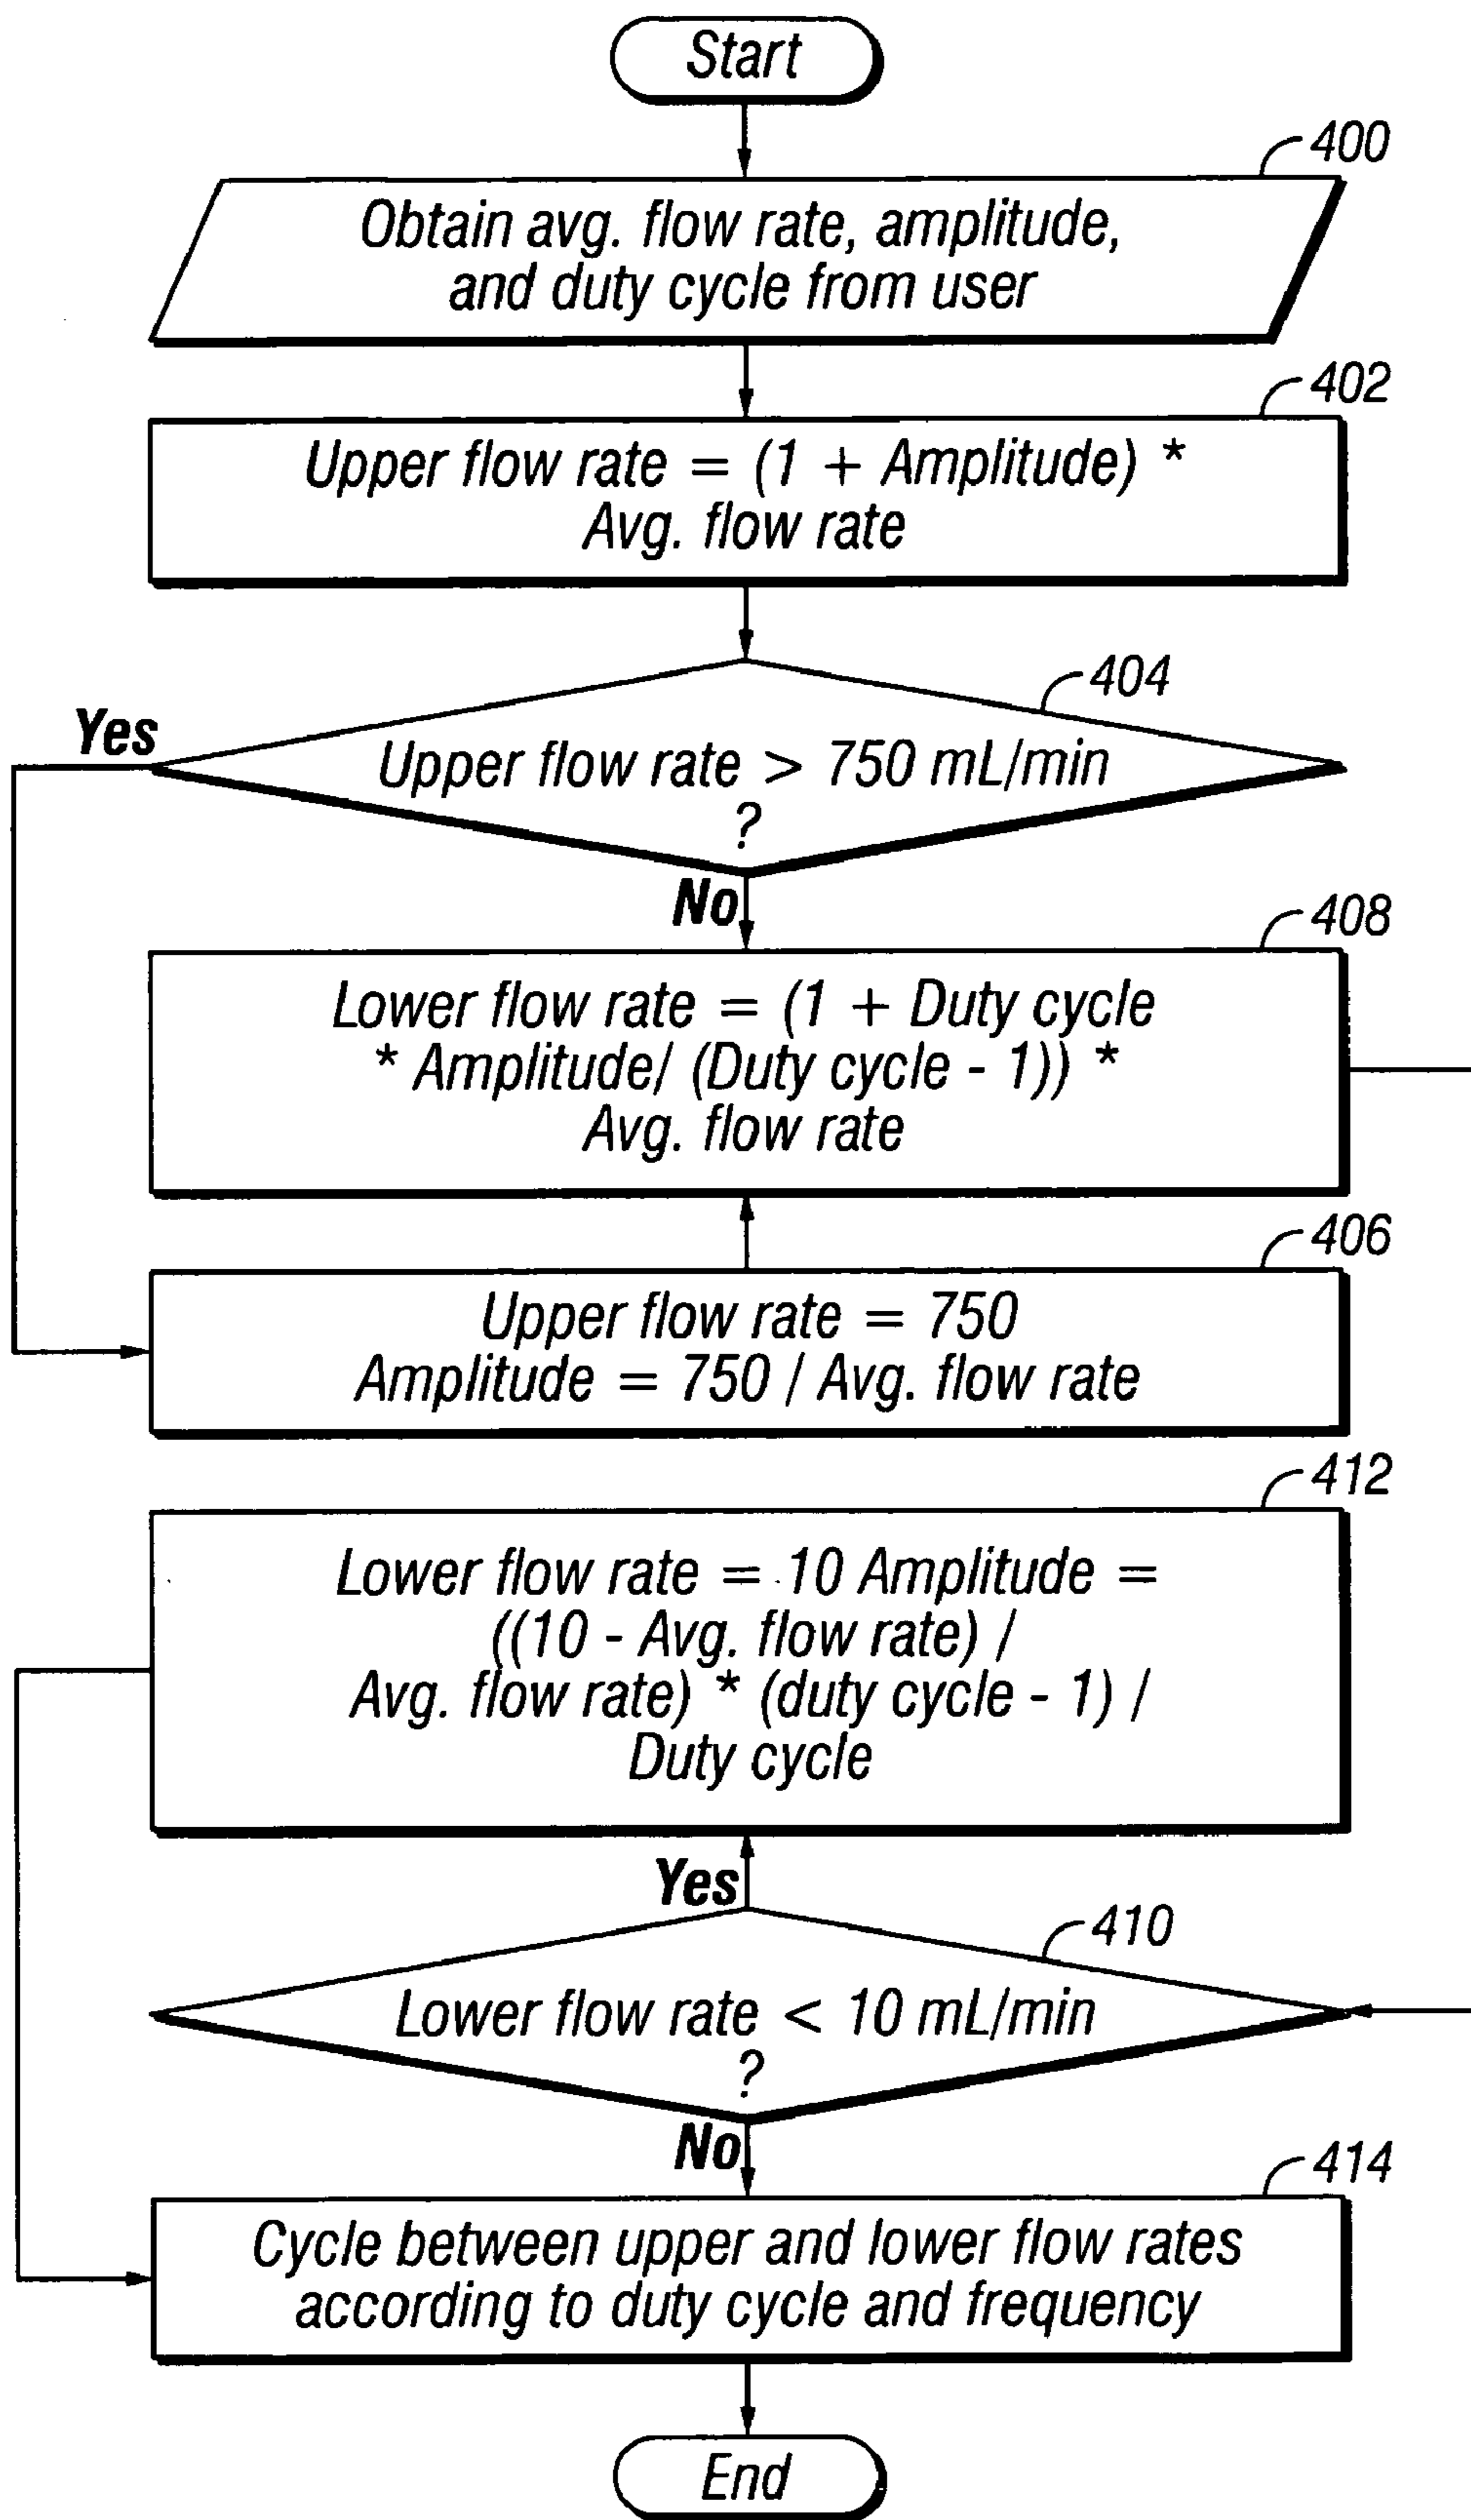 Start
400
Obtain avg. flow rate, amplitude,
and duty cycle from user
402
Upper flow rate = (1 + Amplitude) *
Avg. flow rate
404
Yes
Upper flow rate > 750 mL/min
?
No
408
Lower flow rate = (1 + Duty cycle
* Amplitude/ (Duty cycle - 1)) *
Avg. flow rate
406
Upper flow rate = 750
Amplitude = 750 / Avg. flow rate
412
Lower flow rate = 10 Amplitude =
((10 - Avg. flow rate) /
Avg. flow rate) * (duty cycle - 1) /
Duty cycle
Yes
410
Lower flow rate < 10 mL/min
?
No
414
Cycle between upper and lower flow rates
according to duty cycle and frequency
End